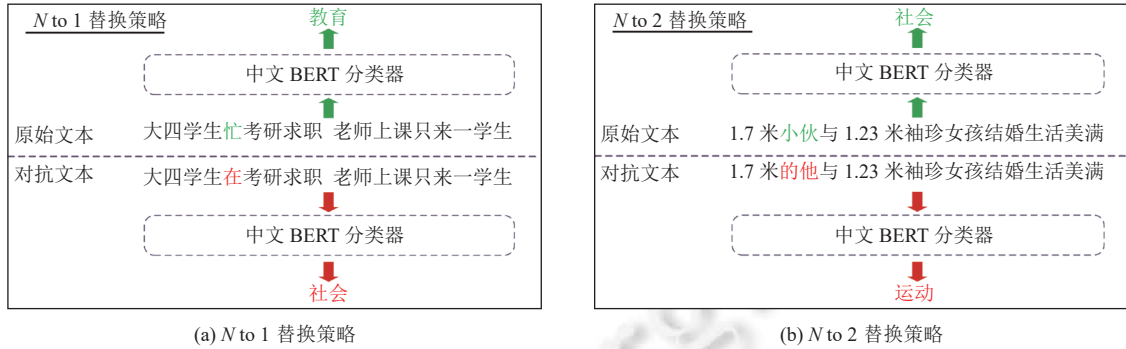 N to 1 替换策略
教育
中文 BERT 分类器
原始文本
大四学生忙考研求职 老师上课只来一学生
对抗文本
大四学生在考研求职 老师上课只来一学生
中文 BERT 分类器
社会
(a) N to 1 替换策略
N to 2 替换策略
社会
中文 BERT 分类器
原始文本
1.7 米小伙与 1.23 米袖珍女孩结婚生活美满
对抗文本
1.7 米的他与 1.23 米袖珍女孩结婚生活美满
中文 BERT 分类器
运动
(b) N to 2 替换策略